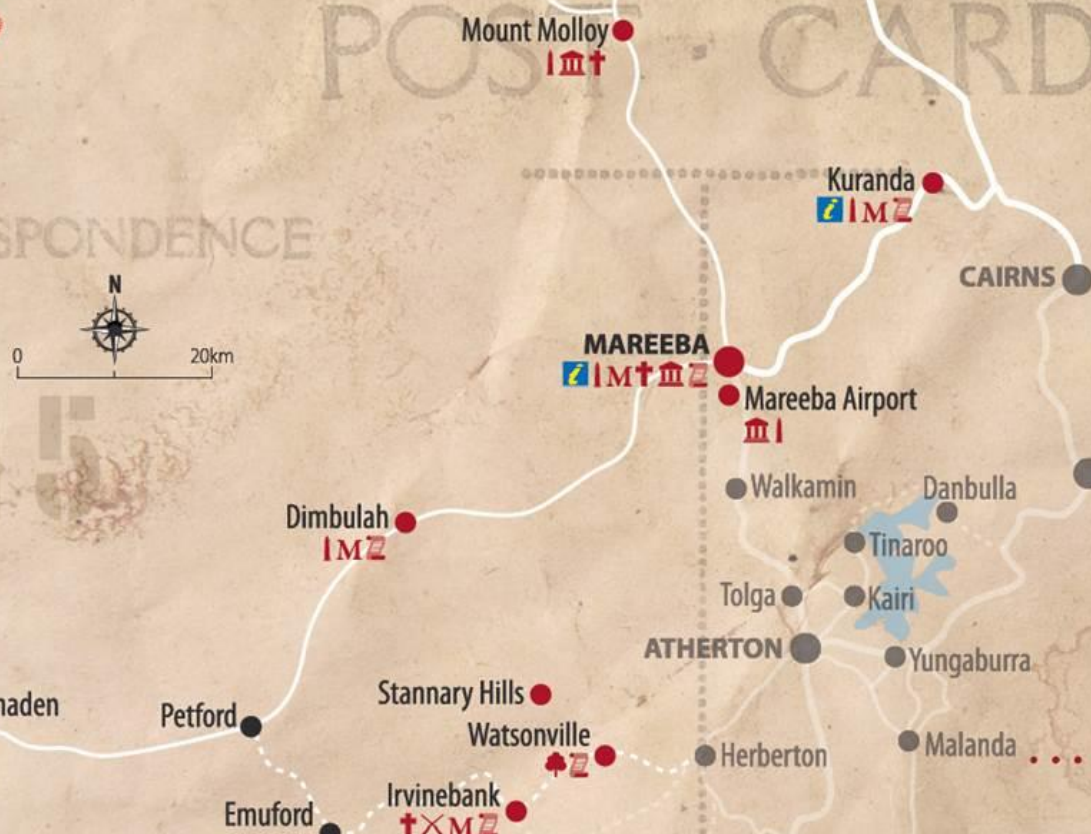 POST CARD
Mount Molloy
Kuranda
i M
SPONDENCE
N
CAIRNS
0 20km
MAREEBA
i M
Mareeba Airport
5
Walkamin
Danbulla
Dimbulah
M
Tinaroo
Tolga
Kairi
ATHERTON
Yungaburra
Stannary Hills
naden
Petford
Watsonville
Herberton
Malanda
Irvinebank
M
Emuford